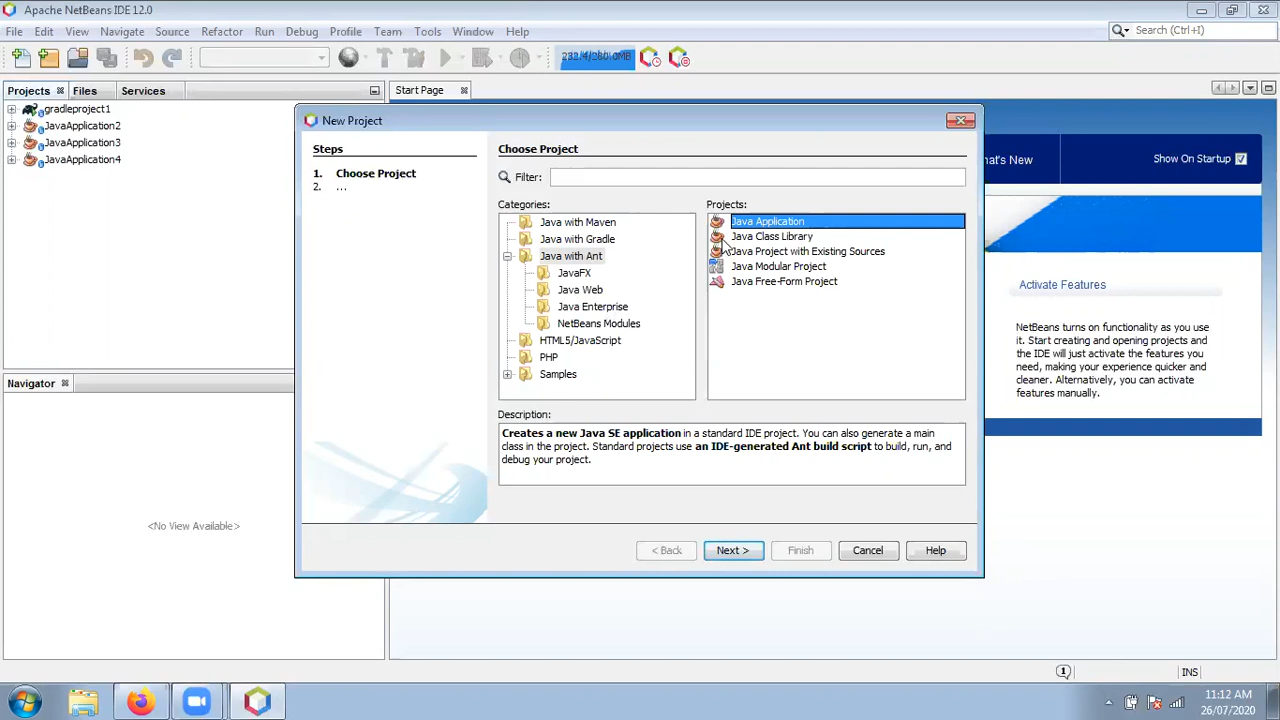 Apache NetBeans IDE 12.0
File Edit View Navigate Source Refactor Run Debug Profile Team Tools Window Help
Search (Ctrl+I)
Projects Files Services
Start Page
gradleproject1
JavaApplication2
JavaApplication3
JavaApplication4
Navigator
<No View Available>
New Project
Steps
1. Choose Project
2. ...
Choose Project
Filter:
Categories:
Java with Maven
Java with Gradle
Java with Ant
JavaFX
Java Web
Java Enterprise
NetBeans Modules
HTML5/JavaScript
PHP
Samples
Projects:
Java Application
Java Class Library
Java Project with Existing Sources
Java Modular Project
Java Free-Form Project
Description:
Creates a new Java SE application in a standard IDE project. You can also generate a main
class in the project. Standard projects use an IDE-generated Ant build script to build, run, and
debug your project.
< Back Next > Finish Cancel Help
hat's New
Show On Startup
Activate Features
NetBeans turns on functionality as you
use it. Start creating and opening projects and
the IDE will just activate the features you
need, making your experience quicker and
cleaner. Alternatively, you can activate
features manually.
1 INS
11:12 AM
26/07/2020